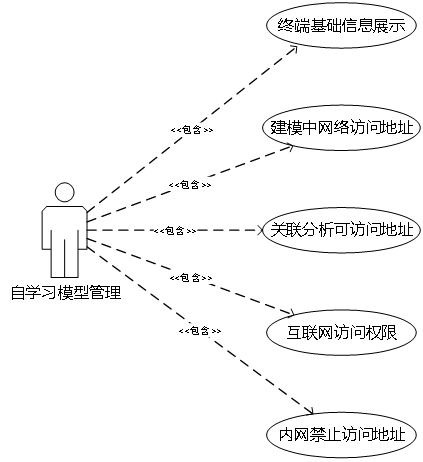 终端基础信息展示
<<包含>>
建模中网络访问地址
<<包含>>
<<包含>>
关联分析可访问地址
<<包含>>
自学习模型管理
互联网访问权限
<<包含>>
内网禁止访问地址